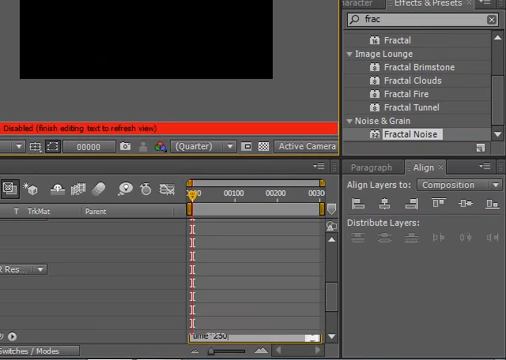 Character
Effects & Presets
frac
Fractal
Image Lounge
Fractal Brimstone
Fractal Clouds
Fractal Fire
Fractal Tunnel
Noise & Grain
Fractal Noise
Disabled (finish editing text to refresh view)
00000
(Quarter)
Active Camera
Paragraph
Align
Align Layers to:
Composition
Distribute Layers:
00100
00200
0030
T TrkMat
Parent
R Res...
time*250
Switches / Modes